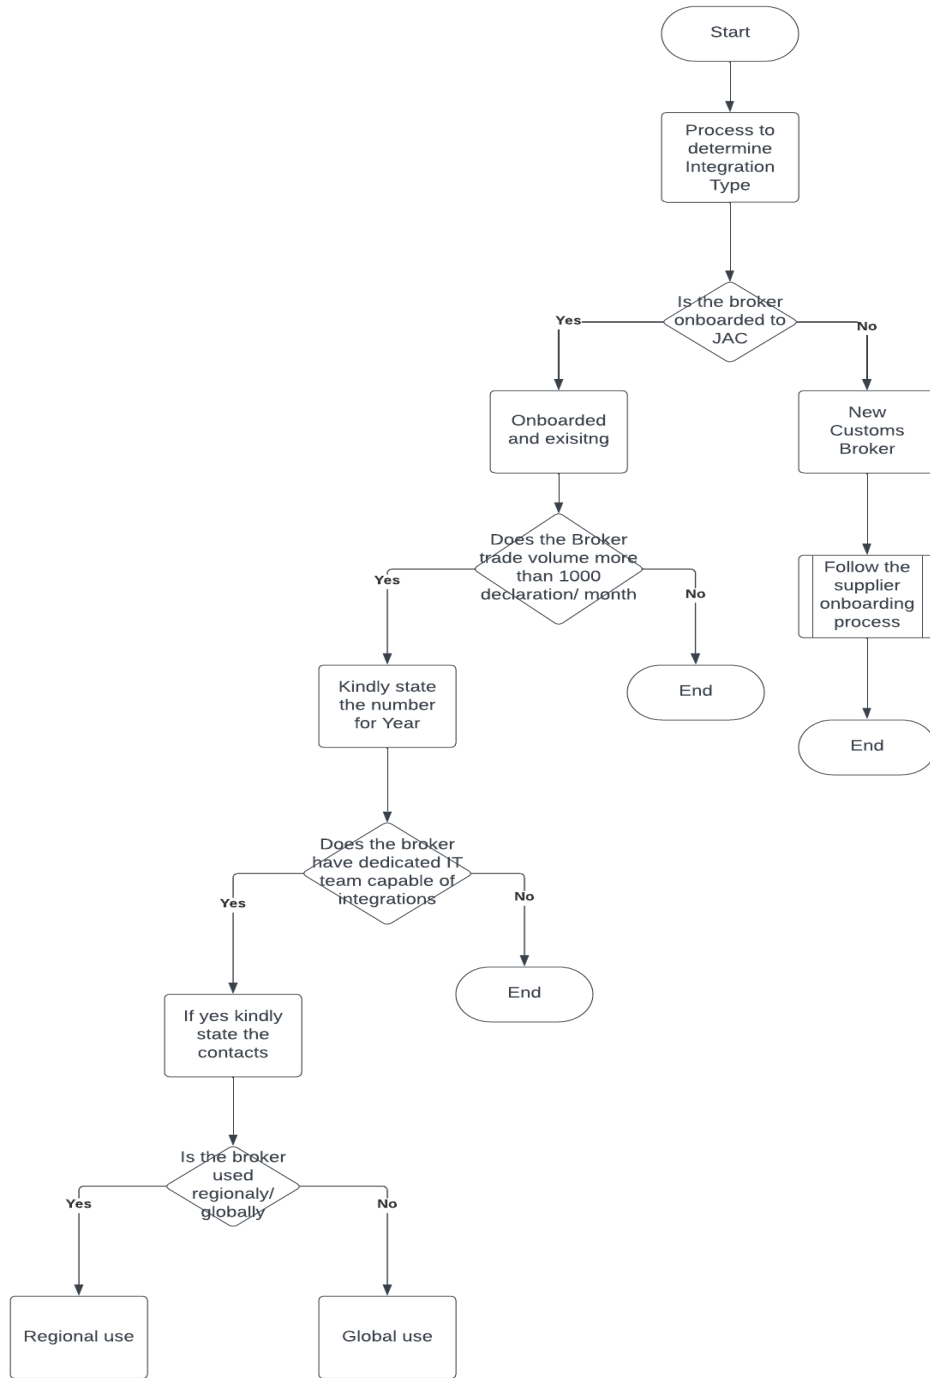 Start
Process to
determine
Integration
Type
Is the broker
onboarded to
JAC
Yes
No
Onboarded
and exisitng
New
Customs
Broker
Does the Broker
trade volume more
than 1000
declaration/ month
Yes
No
Follow the
supplier
onboarding
process
Kindly state
the number
for Year
End
End
Does the broker
have dedicated IT
team capable of
integrations
Yes
No
End
If yes kindly
state the
contacts
Is the broker
used
regionaly/
globally
Yes
No
Regional use
Global use